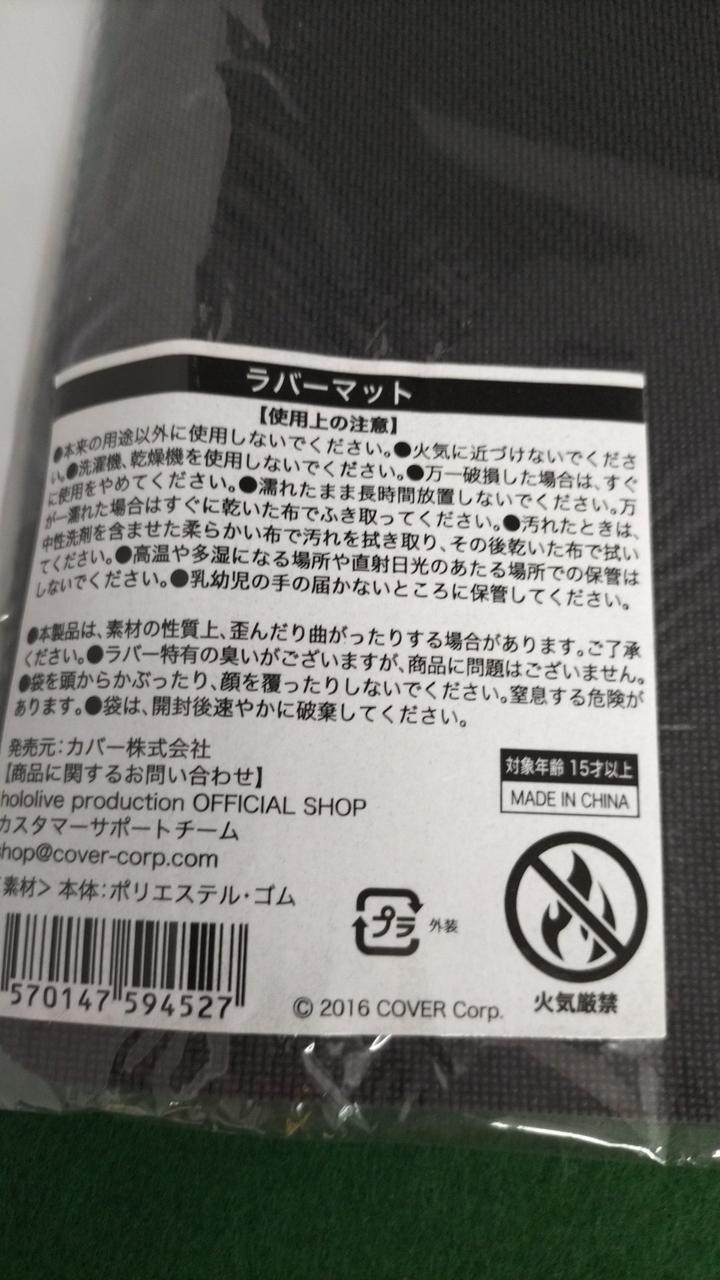 ラバーマット
【使用上の注意】
●本来の用途以外に使用しないでください。●火気に近づけないでくださ
い。●洗濯機、乾燥機を使用しないでください。●万一破損した場合は、すぐ
に使用をやめてください。●濡れたまま長時間放置しないでください。万
が一濡れた場合はすぐに乾いた布でふき取ってください。●汚れたときは、
中性洗剤を含ませた柔らかい布で汚れを拭き取り、その後乾いた布で拭い
てください。●高温や多湿になる場所や直射日光のあたる場所での保管は
しないでください。●乳幼児の手の届かないところに保管してください。
●本製品は、素材の性質上、歪んだり曲がったりする場合があります。ご了承
ください。●ラバー特有の臭いがございますが、商品に問題はございません。
●袋を頭からかぶったり、顔を覆ったりしないでください。窒息する危険が
あります。●袋は、開封後速やかに破棄してください。
発売元：カバー株式会社
【商品に関するお問い合わせ】
hololive production OFFICIAL SHOP
カスタマーサポートチーム
hop@cover-corp.com
素材＞本体：ポリエステル・ゴム
対象年齢 15才以上
MADE IN CHINA
プラ 外装
570147 594527
© 2016 COVER Corp.
火気厳禁